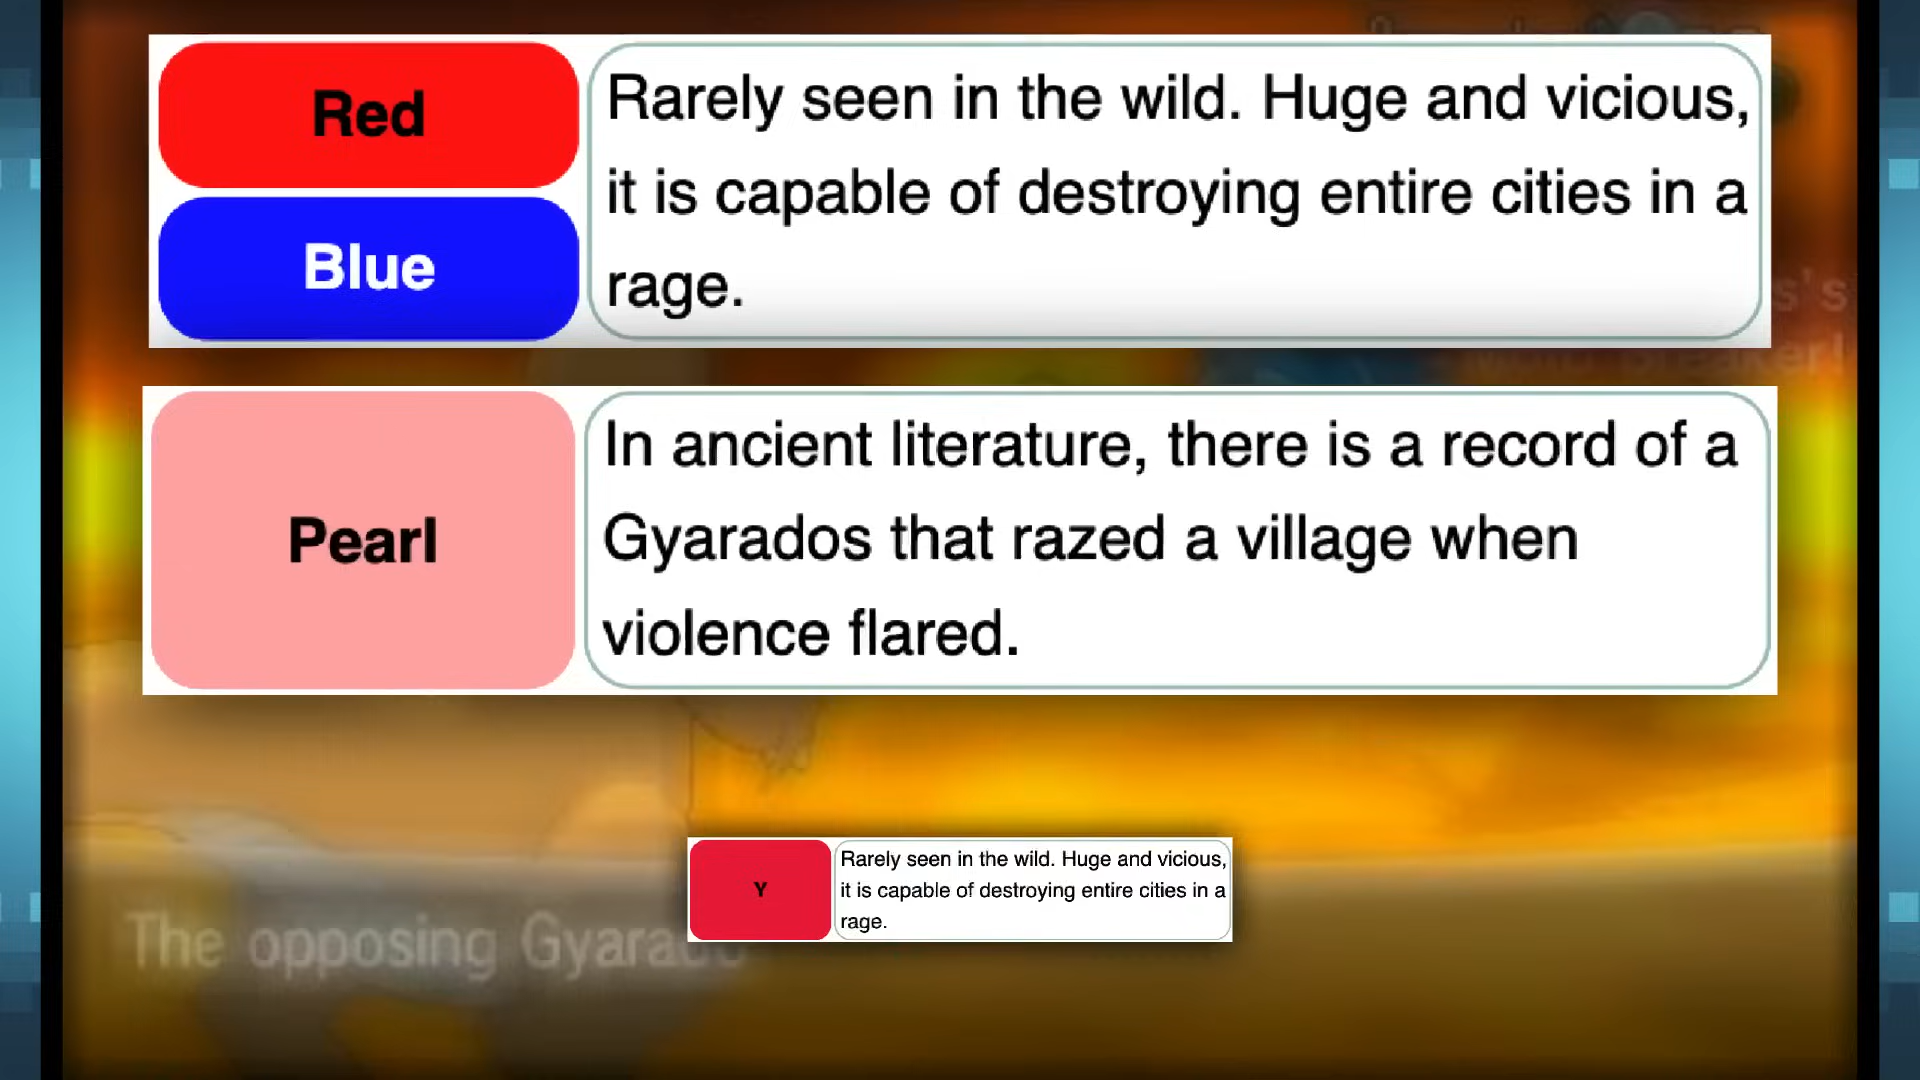 Red
Blue
Rarely seen in the wild. Huge and vicious,
it is capable of destroying entire cities in a
rage.
Pearl
In ancient literature, there is a record of a
Gyarados that razed a village when
violence flared.
Y
Rarely seen in the wild. Huge and vicious,
it is capable of destroying entire cities in a
rage.
The opposing Gyarado